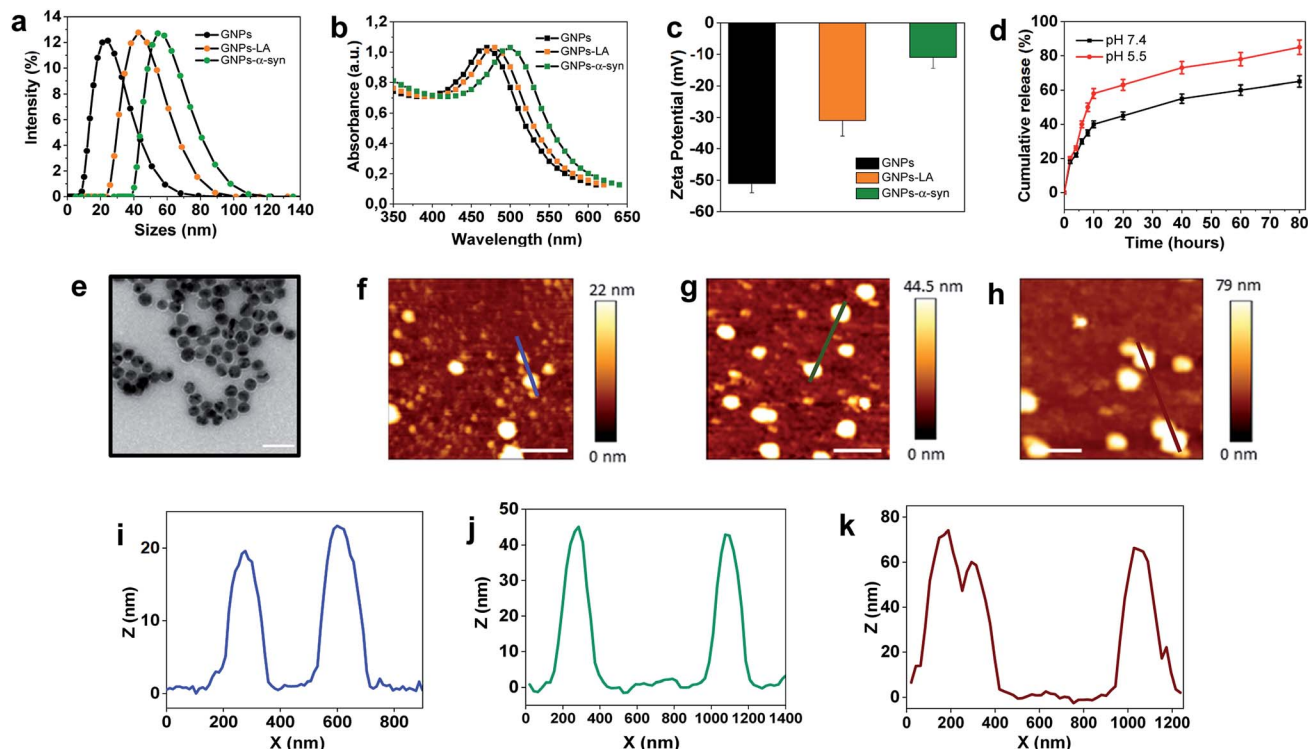 a
Intensity (%)
14
12
10
8
6
4
2
0
0 20 40 60 80 100 120 140
Sizes (nm)
GNPs
GNPs-LA
GNPs-α-syn
b
Absorbance (a.u.)
1,2
1,0
0,8
0,6
0,4
0,2
0,0
350 400 450 500 550 600 650
Wavelength (nm)
GNPs
GNPs-LA
GNPs-α-syn
c
Zeta Potential (mV)
0
-10
-20
-30
-40
-50
-60
GNPs
GNPs-LA
GNPs-α-syn
d
Cumulative release (%)
100
80
60
40
20
0
0 10 20 30 40 50 60 70 80
Time (hours)
pH 7.4
pH 5.5
e
f
22 nm
0 nm
g
44.5 nm
0 nm
h
79 nm
0 nm
i
Z (nm)
20
10
0
0 200 400 600 800
X (nm)
j
Z (nm)
50
40
30
20
10
0
0 200 400 600 800 1000 1200 1400
X (nm)
k
Z (nm)
80
60
40
20
0
0 200 400 600 800 1000 1200
X (nm)